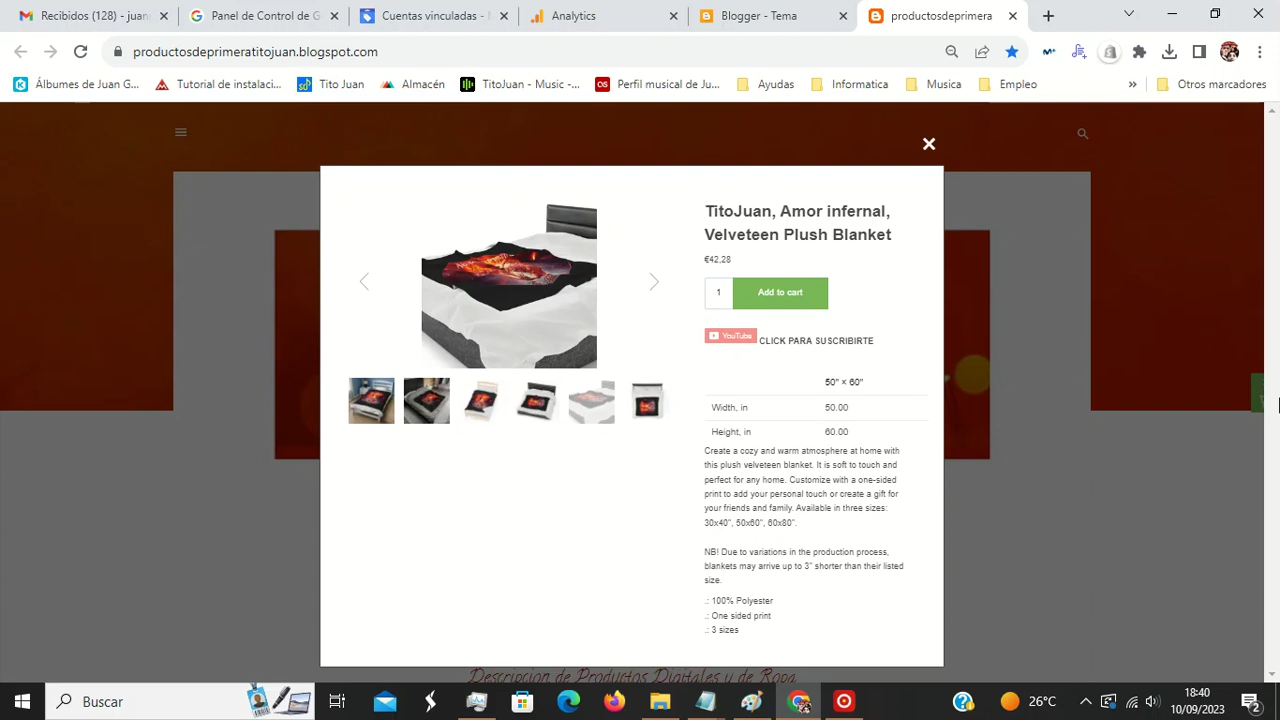 Recibidos (128) - juan
Panel de Control de G
Cuentas vinculadas -
Analytics
Blogger - Tema
productosdeprimera
productosdeprimeratitojuan.blogspot.com
Álbumes de Juan G...
Tutorial de instalaci...
Tito Juan
Almacén
TitoJuan - Music -...
Perfil musical de Ju...
Ayudas
Informatica
Musica
Empleo
»
Otros marcadores
TitoJuan, Amor infernal,
Velveteen Plush Blanket
€42,28
1
Add to cart
YouTube CLICK PARA SUSCRIBIRTE
50" × 60"
Width, in 50.00
Height, in 60.00
Create a cozy and warm atmosphere at home with
this plush velveteen blanket. It is soft to touch and
perfect for any home. Customize with a one-sided
print to add your personal touch or create a gift for
your friends and family. Available in three sizes:
30x40", 50x60", 60x80".
NB! Due to variations in the production process,
blankets may arrive up to 3" shorter than their listed
size.
.: 100% Polyester
.: One sided print
.: 3 sizes
Descripcion de Productos Digitales y de Ropa
Buscar
26°C
18:40
10/09/2023
2